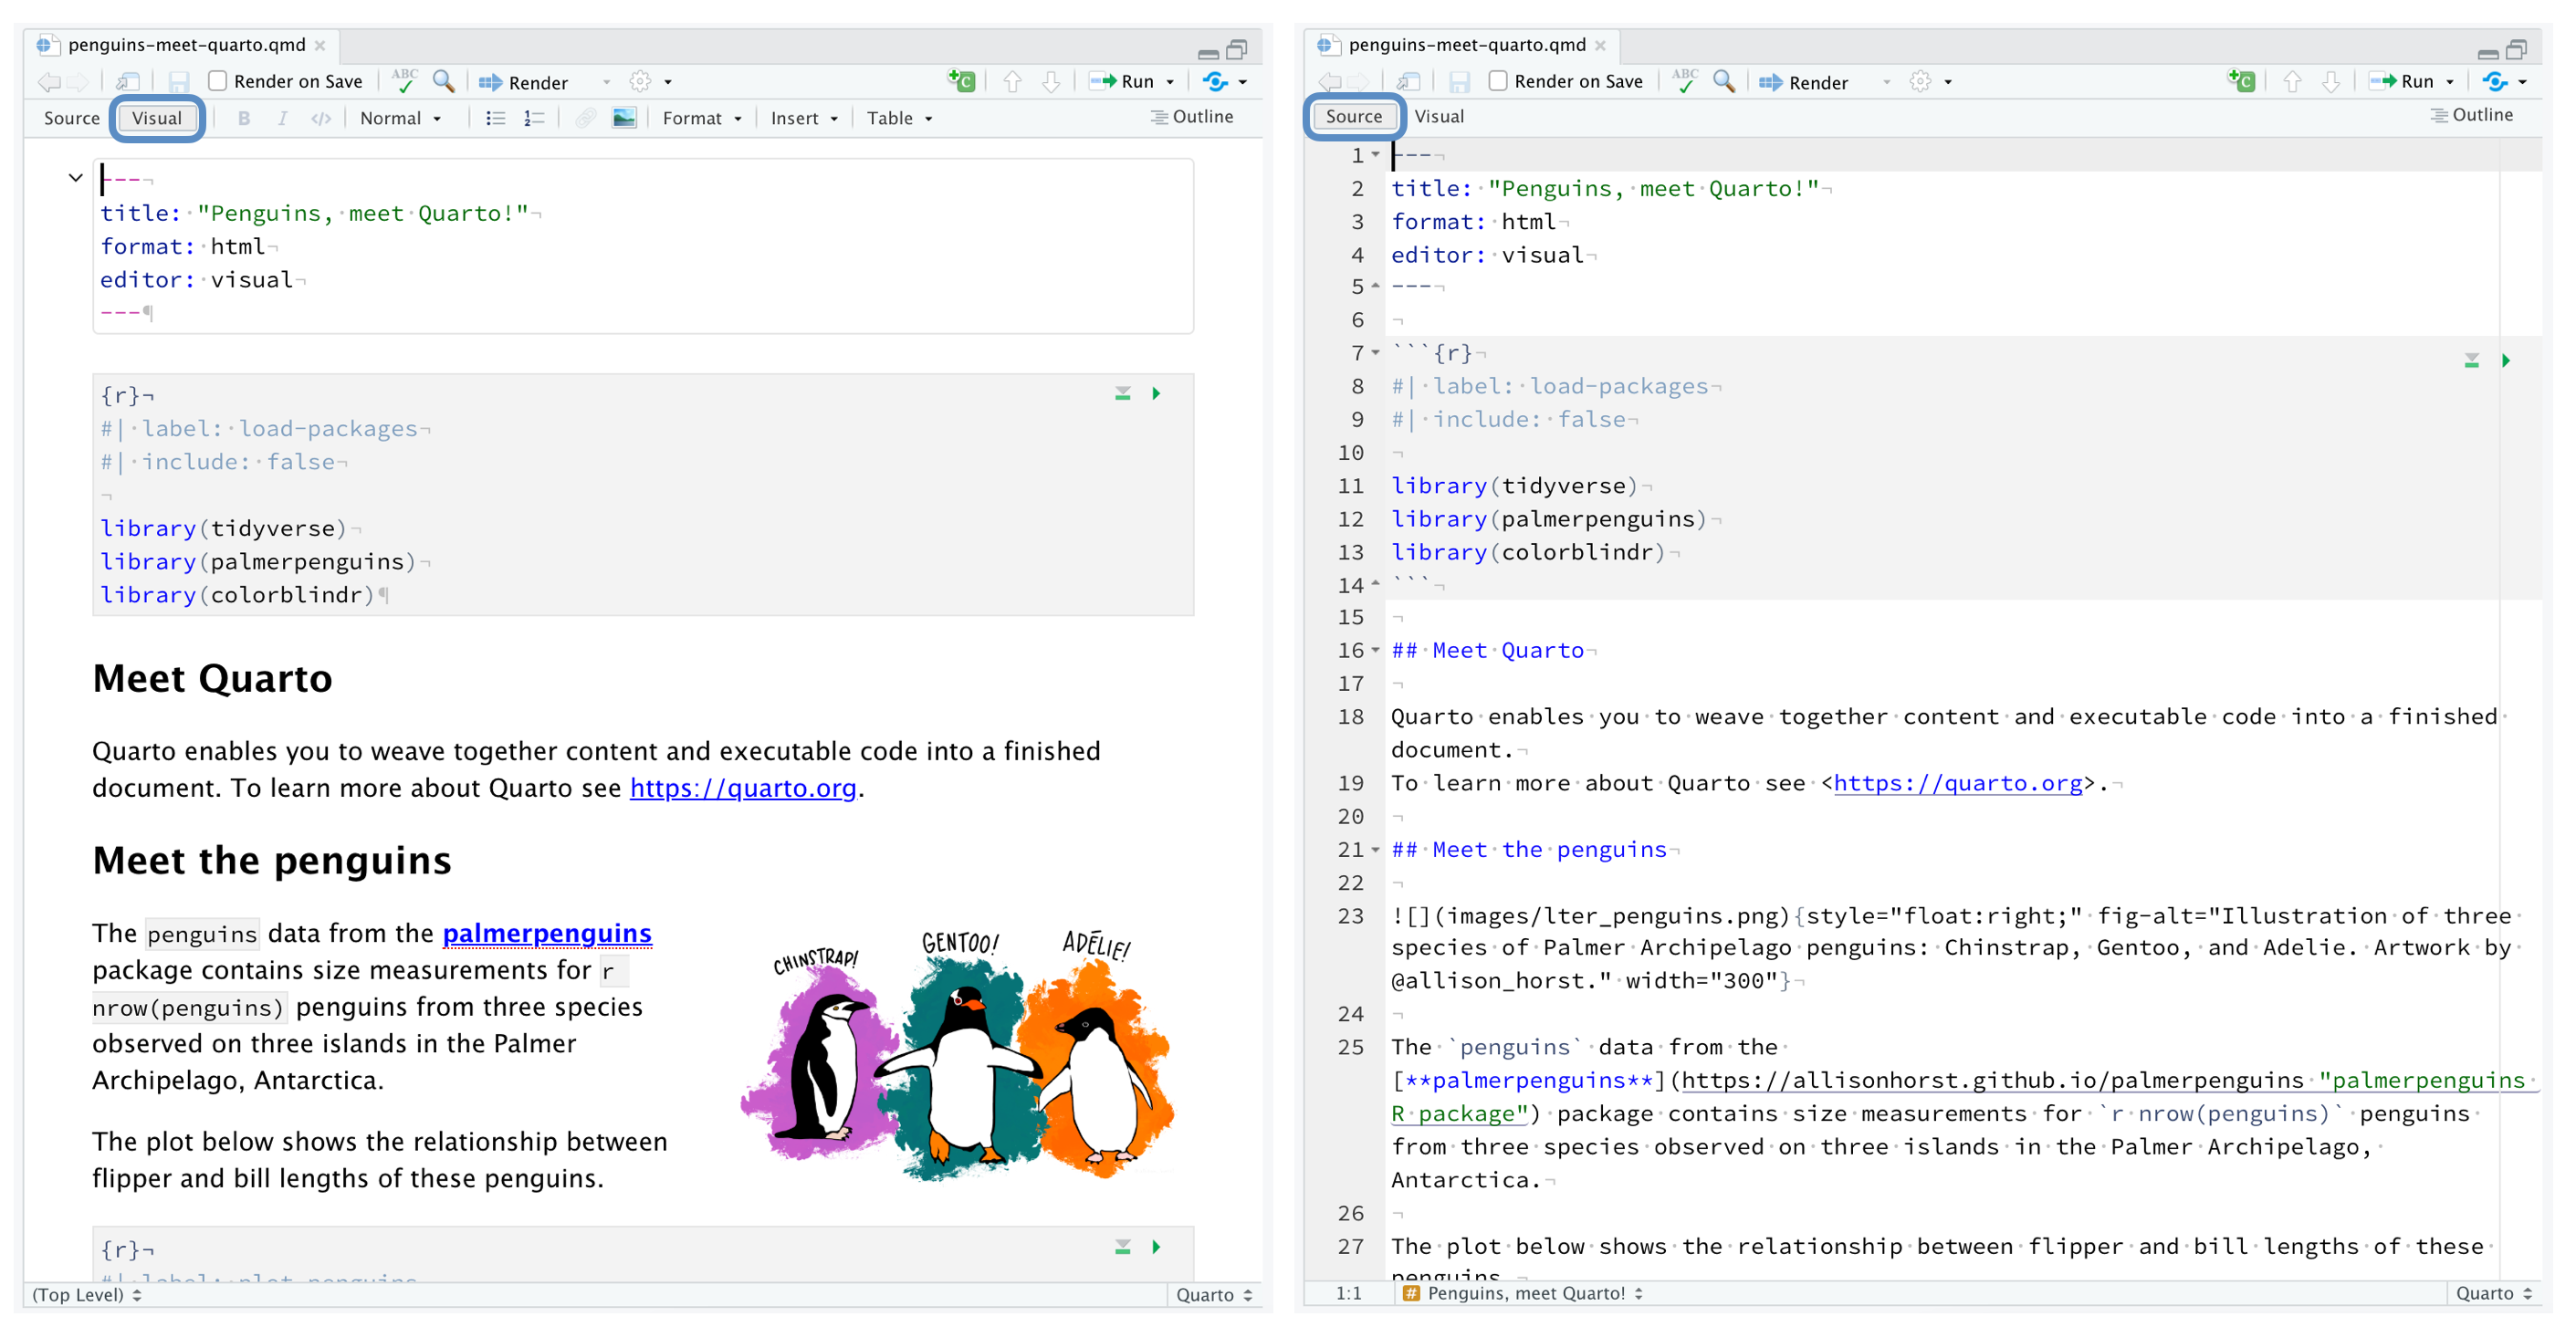 penguins-meet-quarto.qmd
Render on Save ABC Render Run
Source Visual B I </> Normal Format Insert Table Outline
---
title: "Penguins, meet Quarto!"
format: html
editor: visual
---
{r}
#| label: load-packages
#| include: false
library(tidyverse)
library(palmerpenguins)
library(colorblindr)
Meet Quarto
Quarto enables you to weave together content and executable code into a finished
document. To learn more about Quarto see https://quarto.org.
Meet the penguins
The penguins data from the palmerpenguins
package contains size measurements for r
nrow(penguins) penguins from three species
observed on three islands in the Palmer
Archipelago, Antarctica.
CHINSTRAP!
GENTOO!
ADÉLIE!
The plot below shows the relationship between
flipper and bill lengths of these penguins.
{r}
#| label: plot-penguins
(Top Level) Quarto
penguins-meet-quarto.qmd
Render on Save ABC Render Run
Source Visual Outline
1 ---
2 title: "Penguins, meet Quarto!"
3 format: html
4 editor: visual
5 ---
6
7 ```{r}
8 #| label: load-packages
9 #| include: false
10
11 library(tidyverse)
12 library(palmerpenguins)
13 library(colorblindr)
14 ```
15
16 ## Meet Quarto
17
18 Quarto enables you to weave together content and executable code into a finished
document.
19 To learn more about Quarto see <https://quarto.org>.
20
21 ## Meet the penguins
22
23 ![](images/lter_penguins.png){style="float:right;" fig-alt="Illustration of three
species of Palmer Archipelago penguins: Chinstrap, Gentoo, and Adelie. Artwork by
@allison_horst." width="300"}
24
25 The `penguins` data from the
[**palmerpenguins**](https://allisonhorst.github.io/palmerpenguins "palmerpenguins
R package") package contains size measurements for `r nrow(penguins)` penguins
from three species observed on three islands in the Palmer Archipelago,
Antarctica.
26
27 The plot below shows the relationship between flipper and bill lengths of these
penguins.
1:1 # Penguins, meet Quarto! Quarto